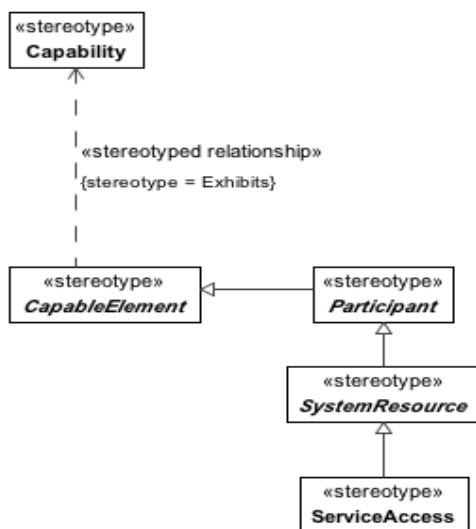 «stereotype»
Capability
«stereotyped relationship»
{stereotype = Exhibits}
«stereotype»
CapableElement
«stereotype»
Participant
«stereotype»
SystemResource
«stereotype»
ServiceAccess